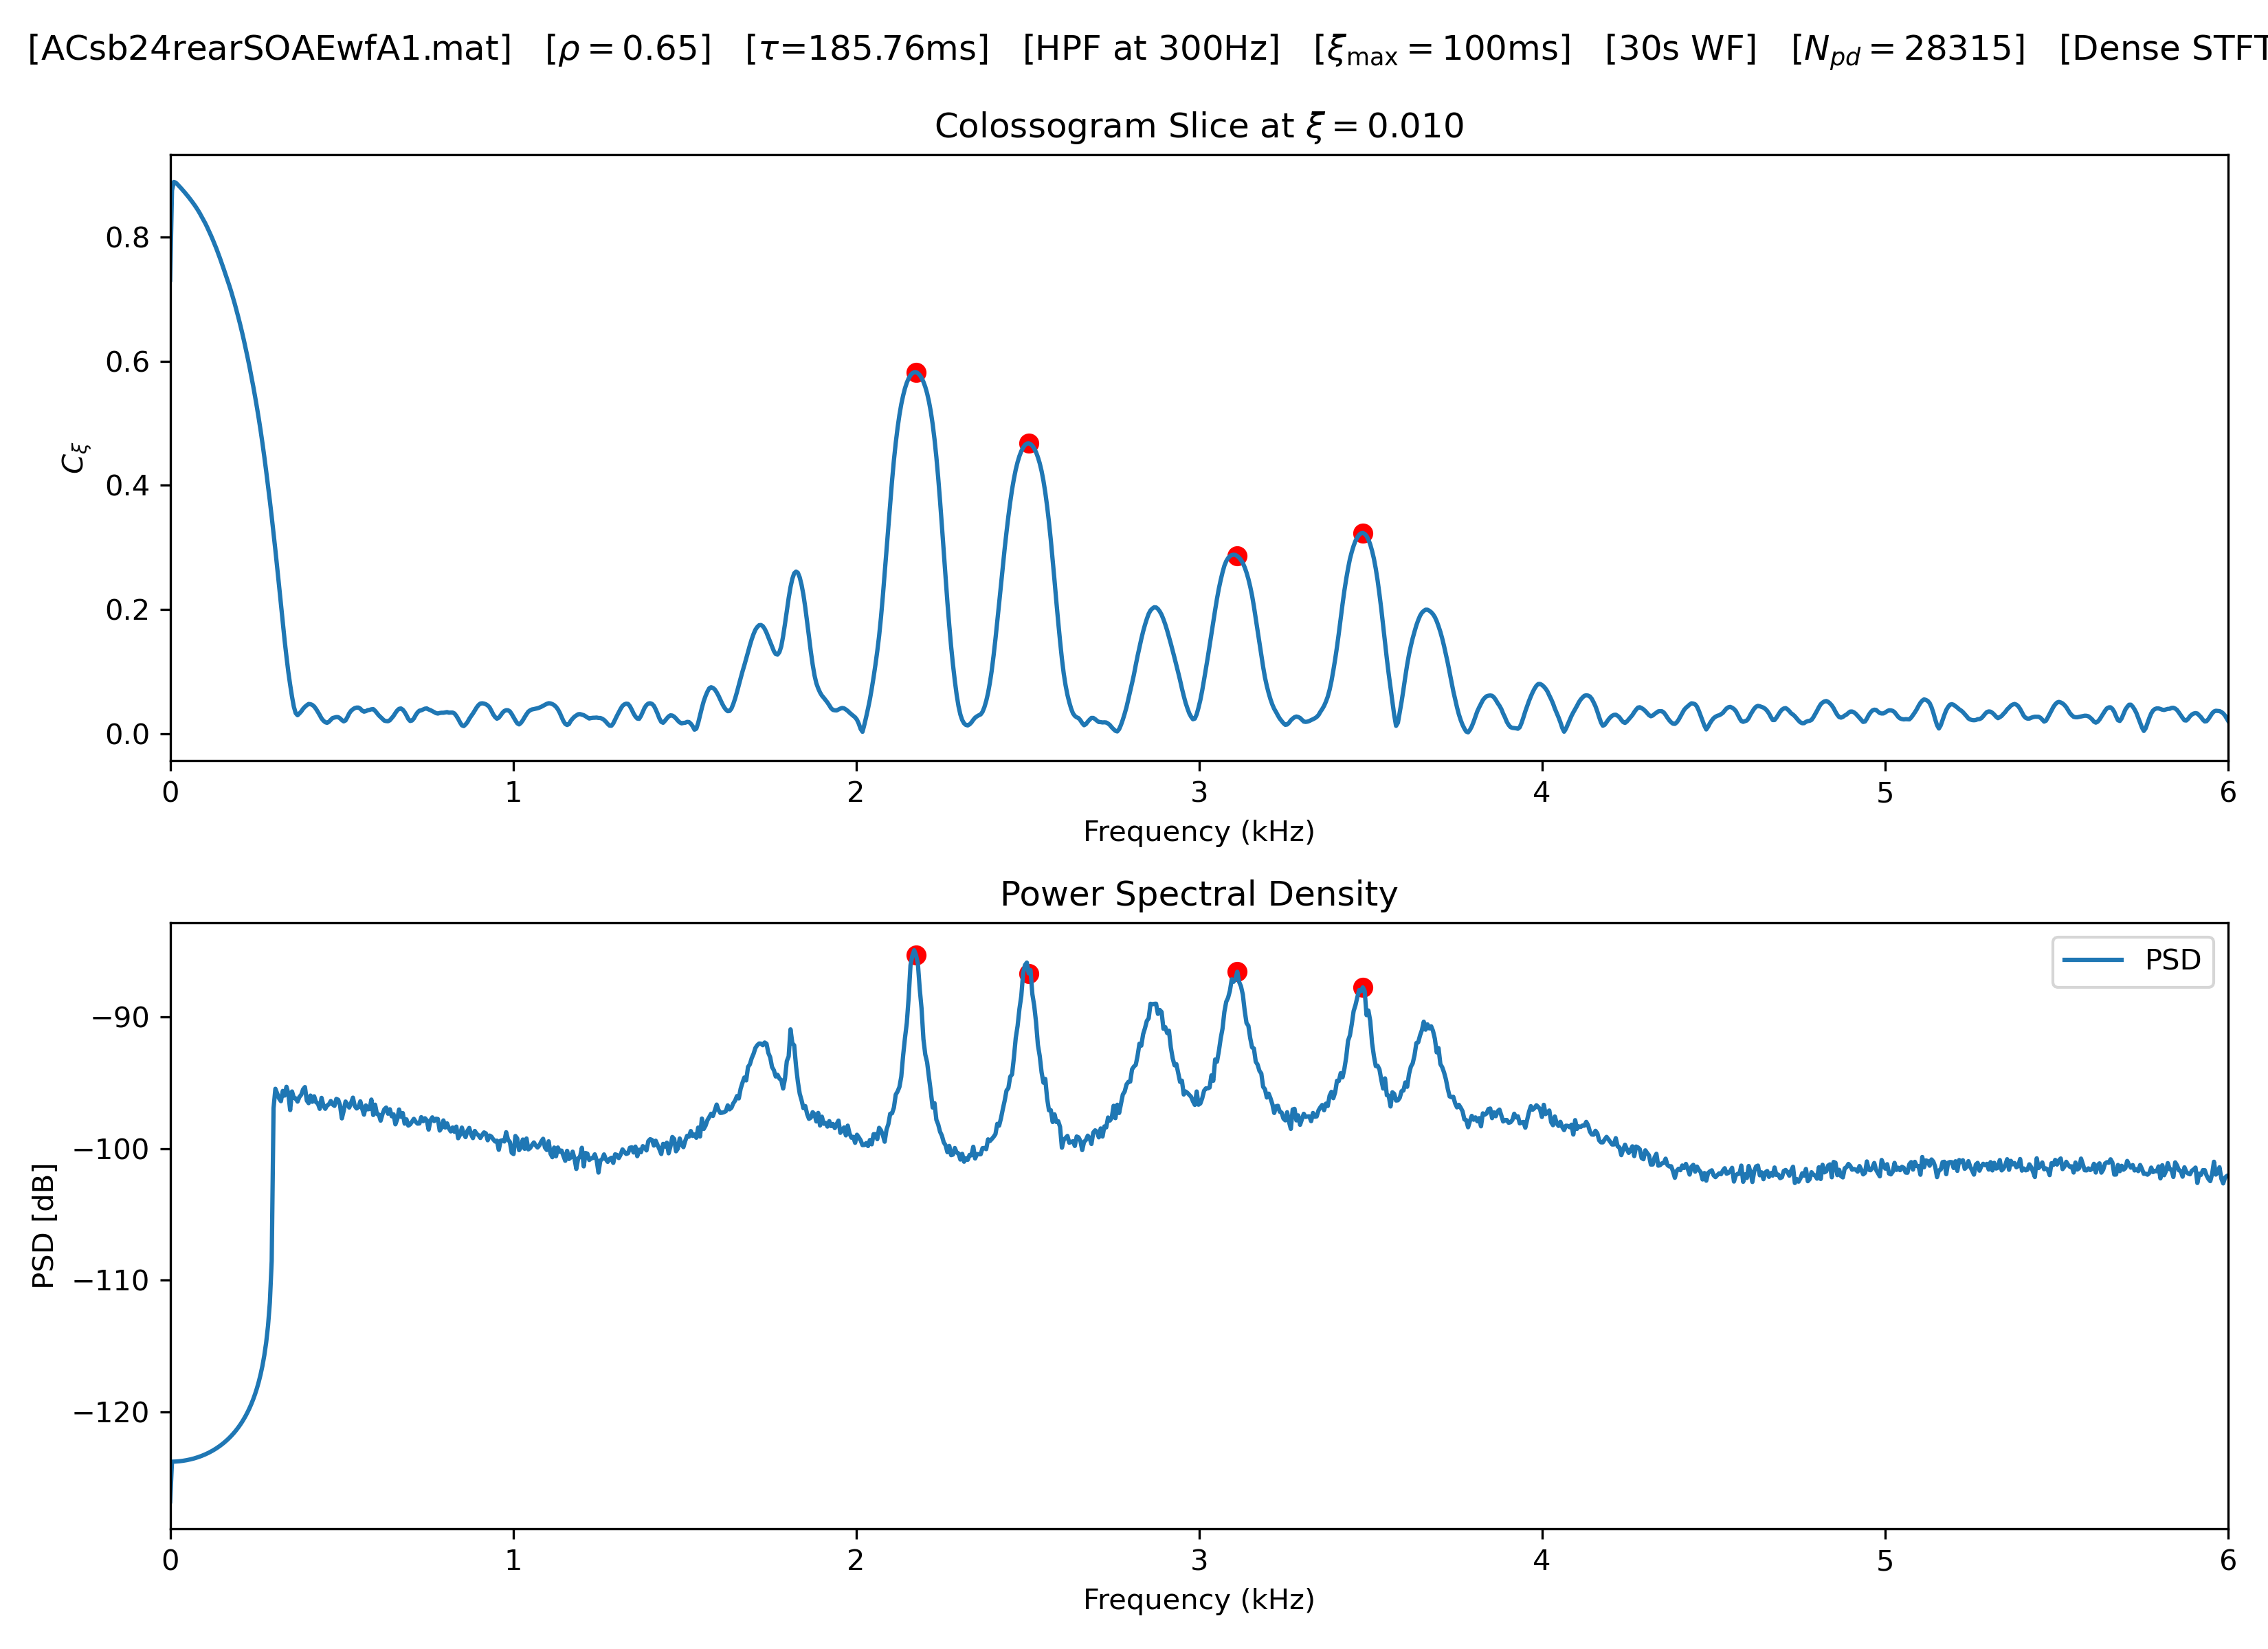 [ACsb24rearSOAEwfA1.mat] [ρ = 0.65] [τ=185.76ms] [HPF at 300Hz] [ξmax = 100ms] [30s WF] [Npd = 28315] [Dense STFT
Colossogram Slice at ξ = 0.010
0.8
0.6
0.4
0.2
0.0
Cξ
0 1 2 3 4 5 6
Frequency (kHz)
Power Spectral Density
PSD
−90
−100
−110
−120
PSD [dB]
0 1 2 3 4 5 6
Frequency (kHz)